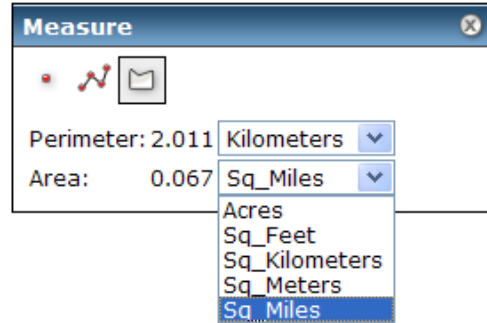 Measure
Perimeter: 2.011 Kilometers
Area: 0.067 Sq_Miles
Acres
Sq_Feet
Sq_Kilometers
Sq_Meters
Sq_Miles